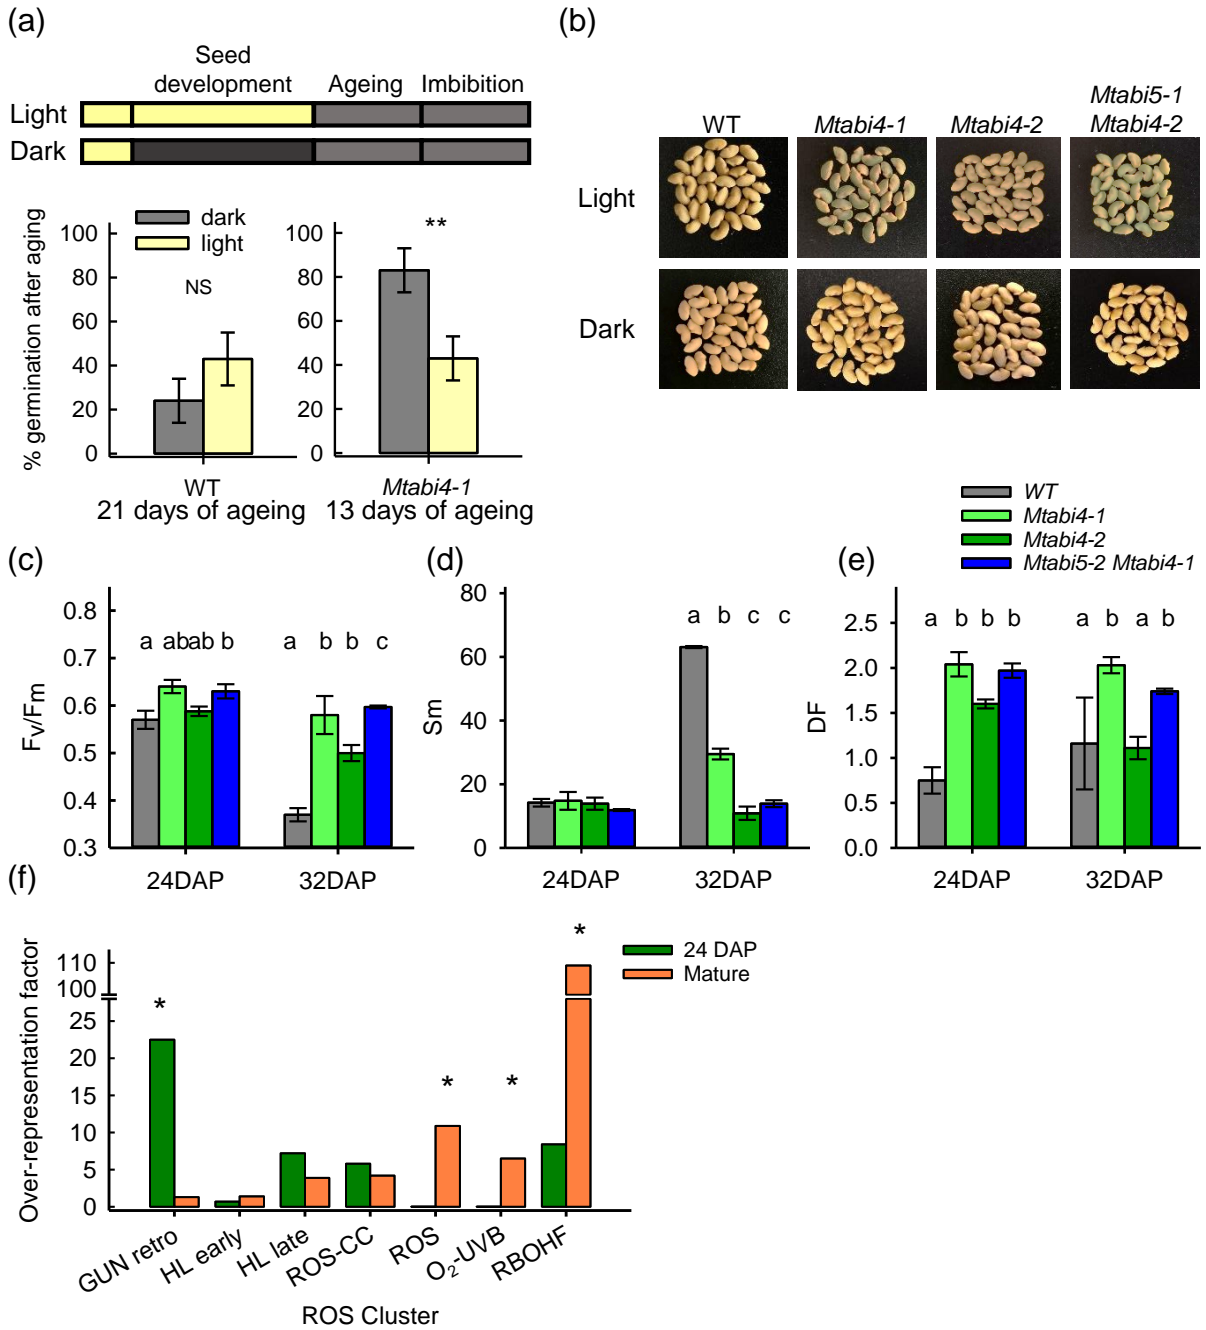 (a)
Seed
development
Ageing
Imbibition
Light
Dark
% germination after aging
100
80
60
40
20
0
dark
light
NS
100
80
60
40
20
0
**
WT
21 days of ageing
Mtabi4-1
13 days of ageing
(b)
WT
Mtabi4-1
Mtabi4-2
Mtabi5-1
Mtabi4-2
Light
Dark
WT
Mtabi4-1
Mtabi4-2
Mtabi5-2 Mtabi4-1
(c)
Fv/Fm
0.8
0.7
0.6
0.5
0.4
0.3
a ab ab b
a b b c
24DAP
32DAP
(d)
Sm
80
60
40
20
0
a b c c
24DAP
32DAP
(e)
DF
2.5
2.0
1.5
1.0
0.5
0.0
a b b b
a b a b
24DAP
32DAP
(f)
Over-representation factor
110
100
25
20
15
10
5
0
*
*
*
*
24 DAP
Mature
GUN retro
HL early
HL late
ROS-CC
ROS
O2-UVB
RBOHF
ROS Cluster